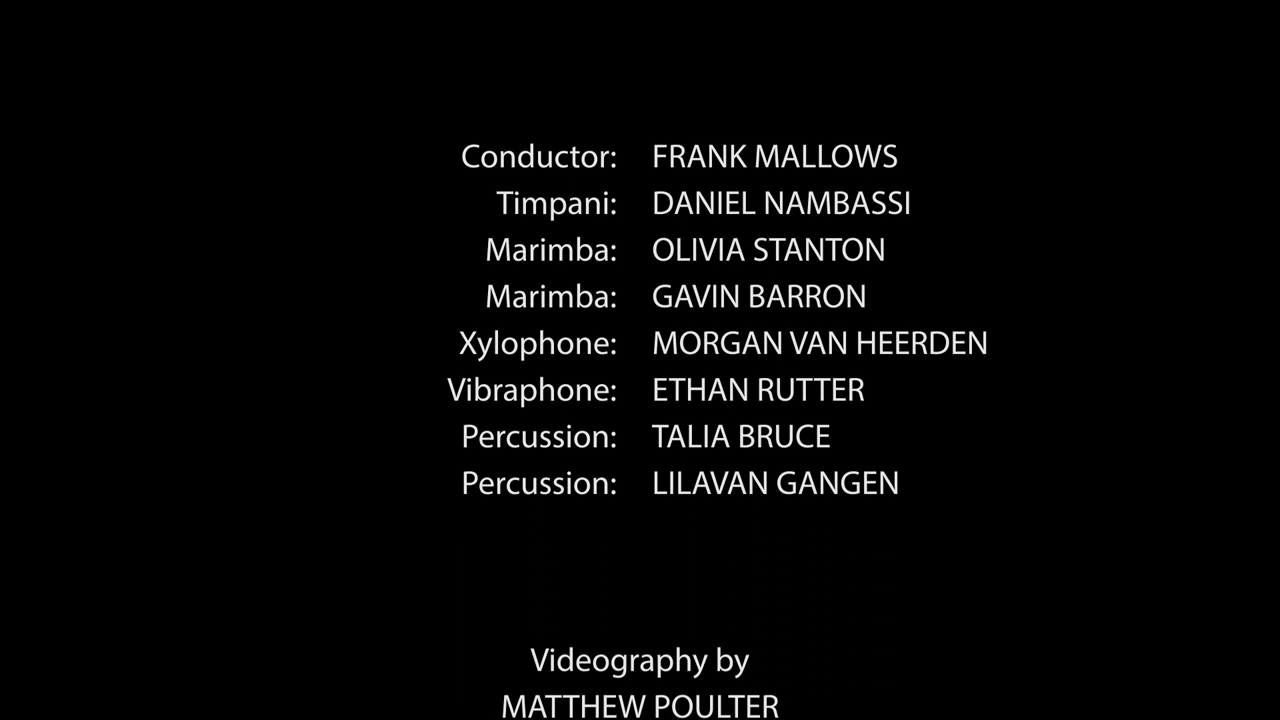 Conductor: FRANK MALLOWS
Timpani: DANIEL NAMBASSI
Marimba: OLIVIA STANTON
Marimba: GAVIN BARRON
Xylophone: MORGAN VAN HEERDEN
Vibraphone: ETHAN RUTTER
Percussion: TALIA BRUCE
Percussion: LILAVAN GANGEN
Videography by
MATTHEW POULTER